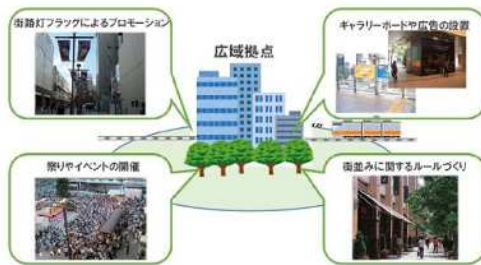 街路灯フラッグによるプロモーション
ギャラリーボードや広告の設置
広域拠点
祭りやイベントの開催
街並みに関するルールづくり